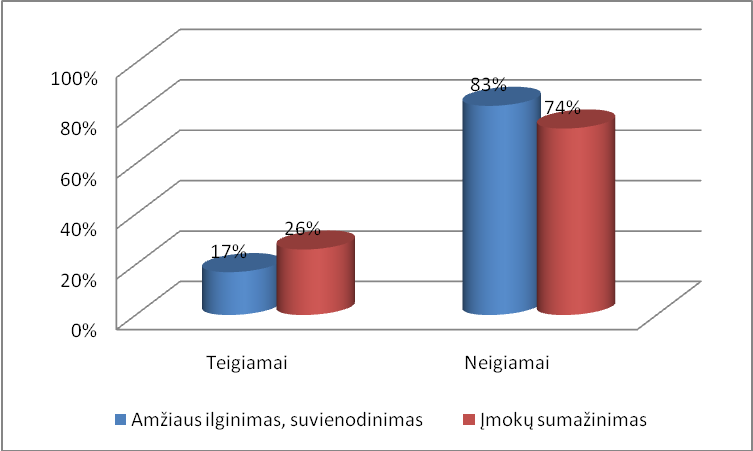 100%
80%
60%
40%
20%
0%
17%
26%
83%
74%
Teigiamai
Neigiamai
Amžiaus ilginimas, suvienodinimas
Įmokų sumažinimas